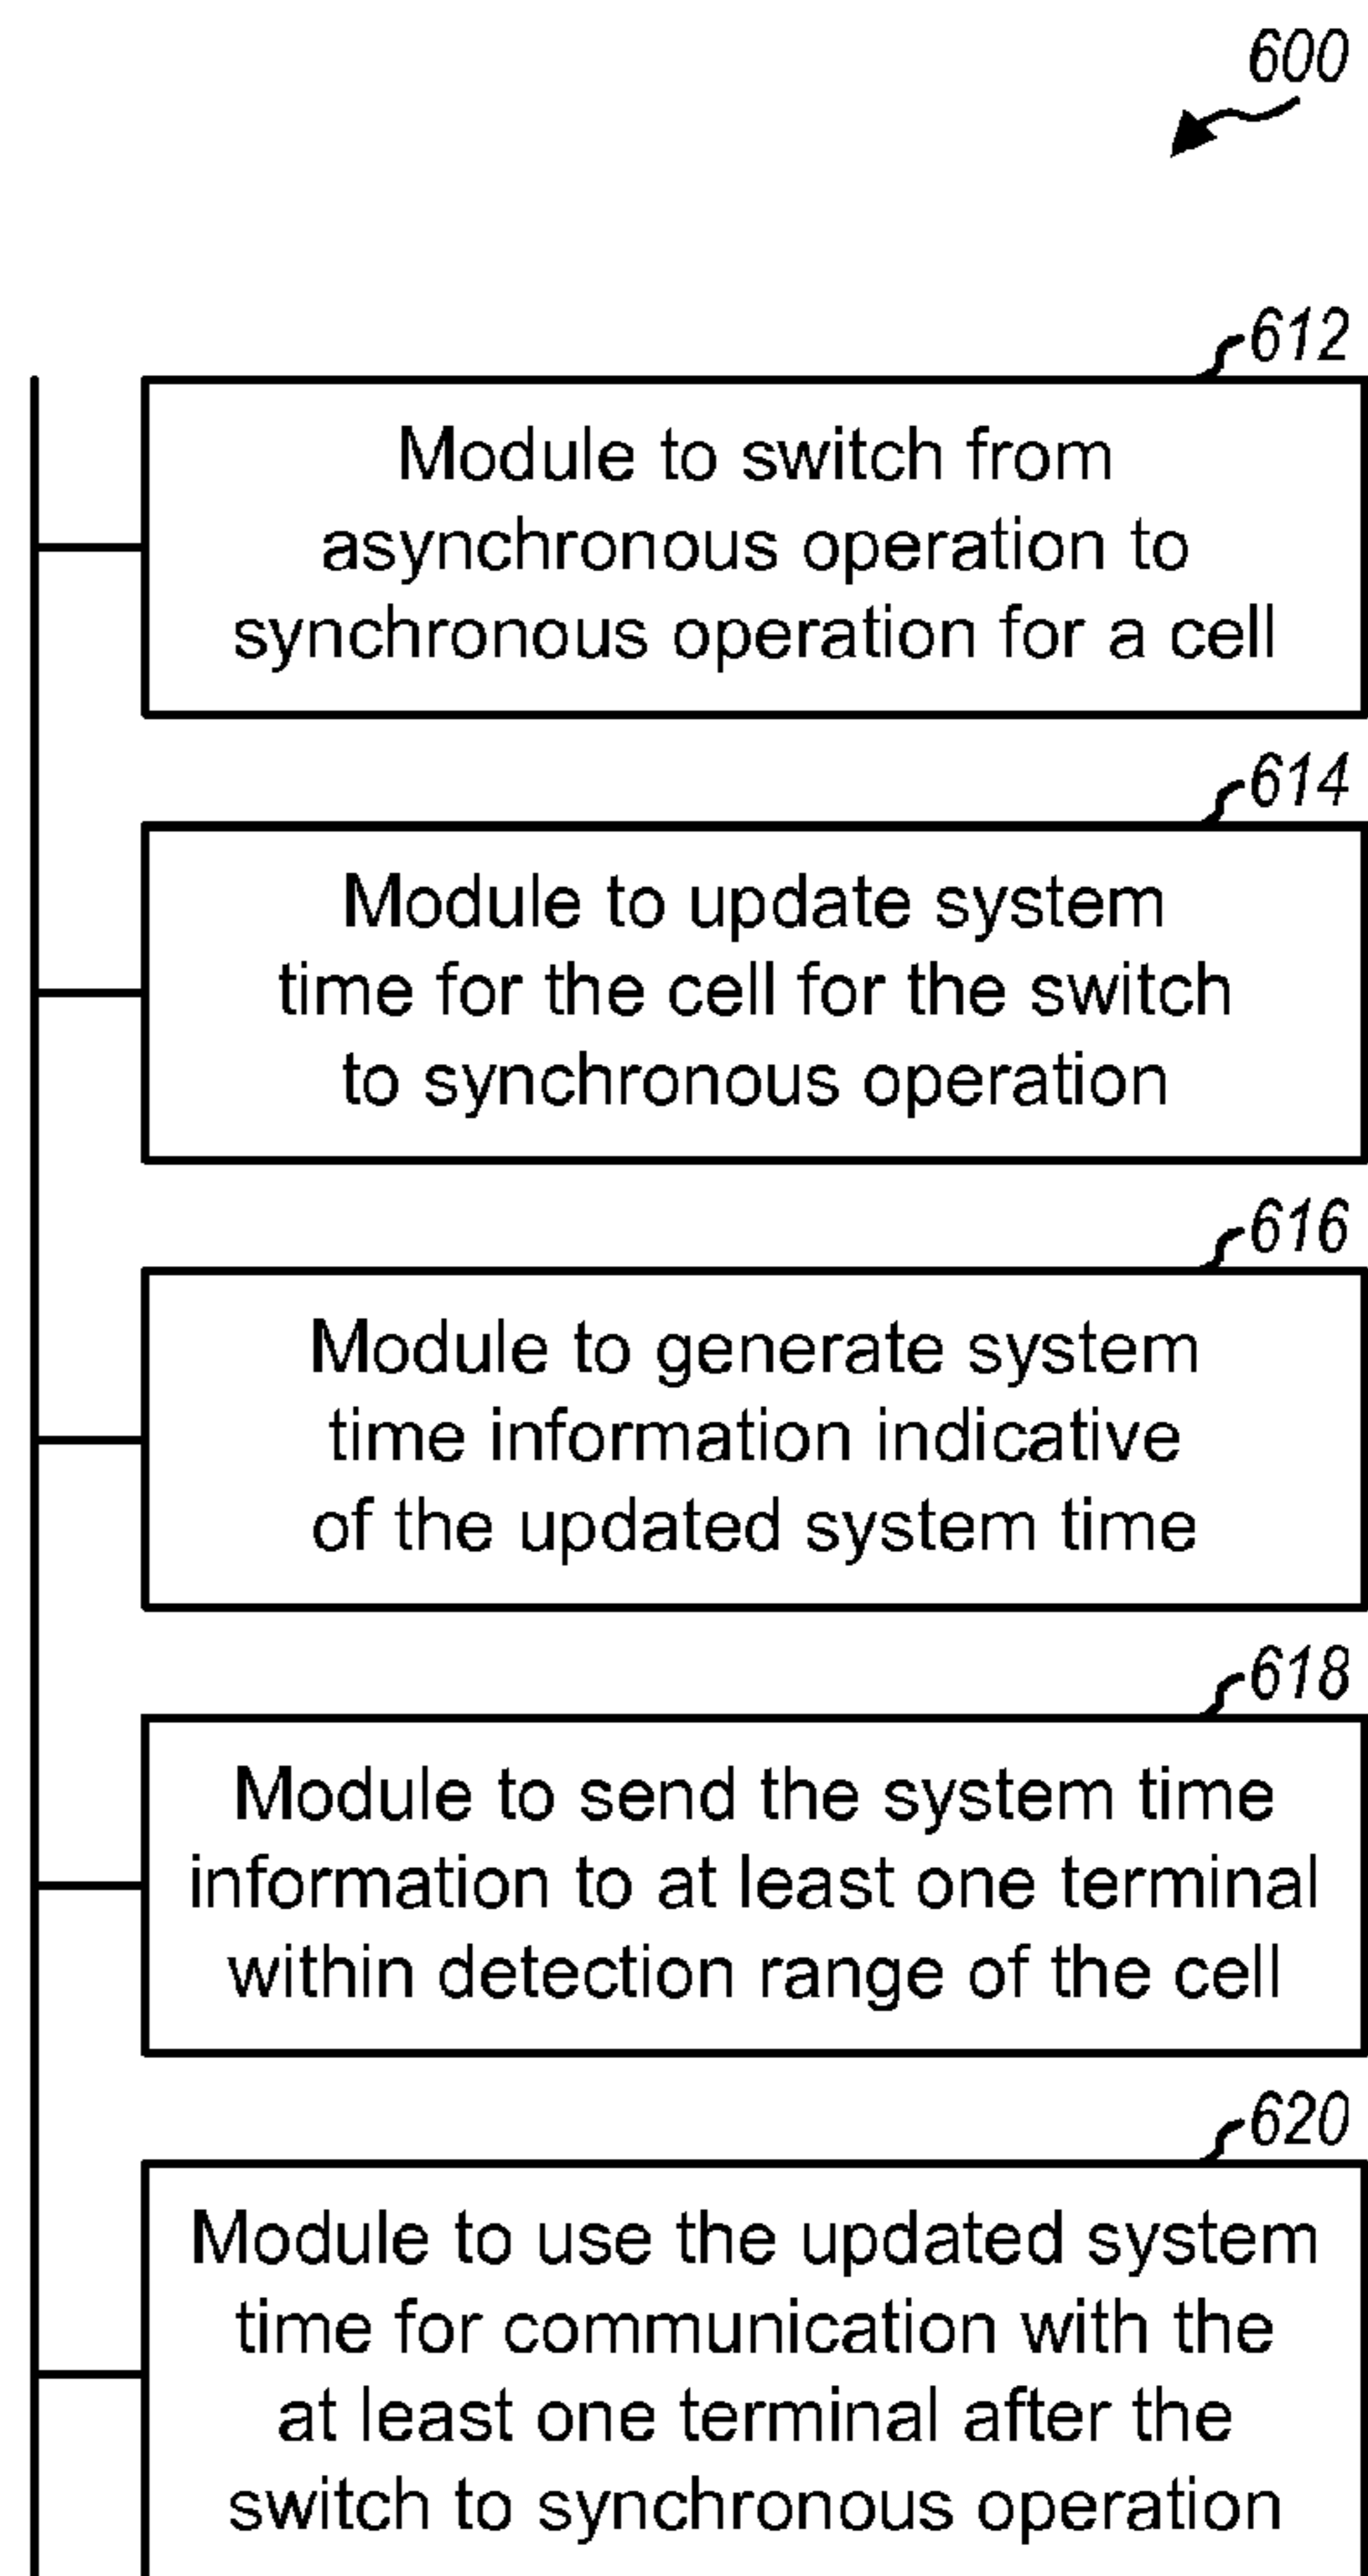 600
612
Module to switch from
asynchronous operation to
synchronous operation for a cell
614
Module to update system
time for the cell for the switch
to synchronous operation
616
Module to generate system
time information indicative
of the updated system time
618
Module to send the system time
information to at least one terminal
within detection range of the cell
620
Module to use the updated system
time for communication with the
at least one terminal after the
switch to synchronous operation